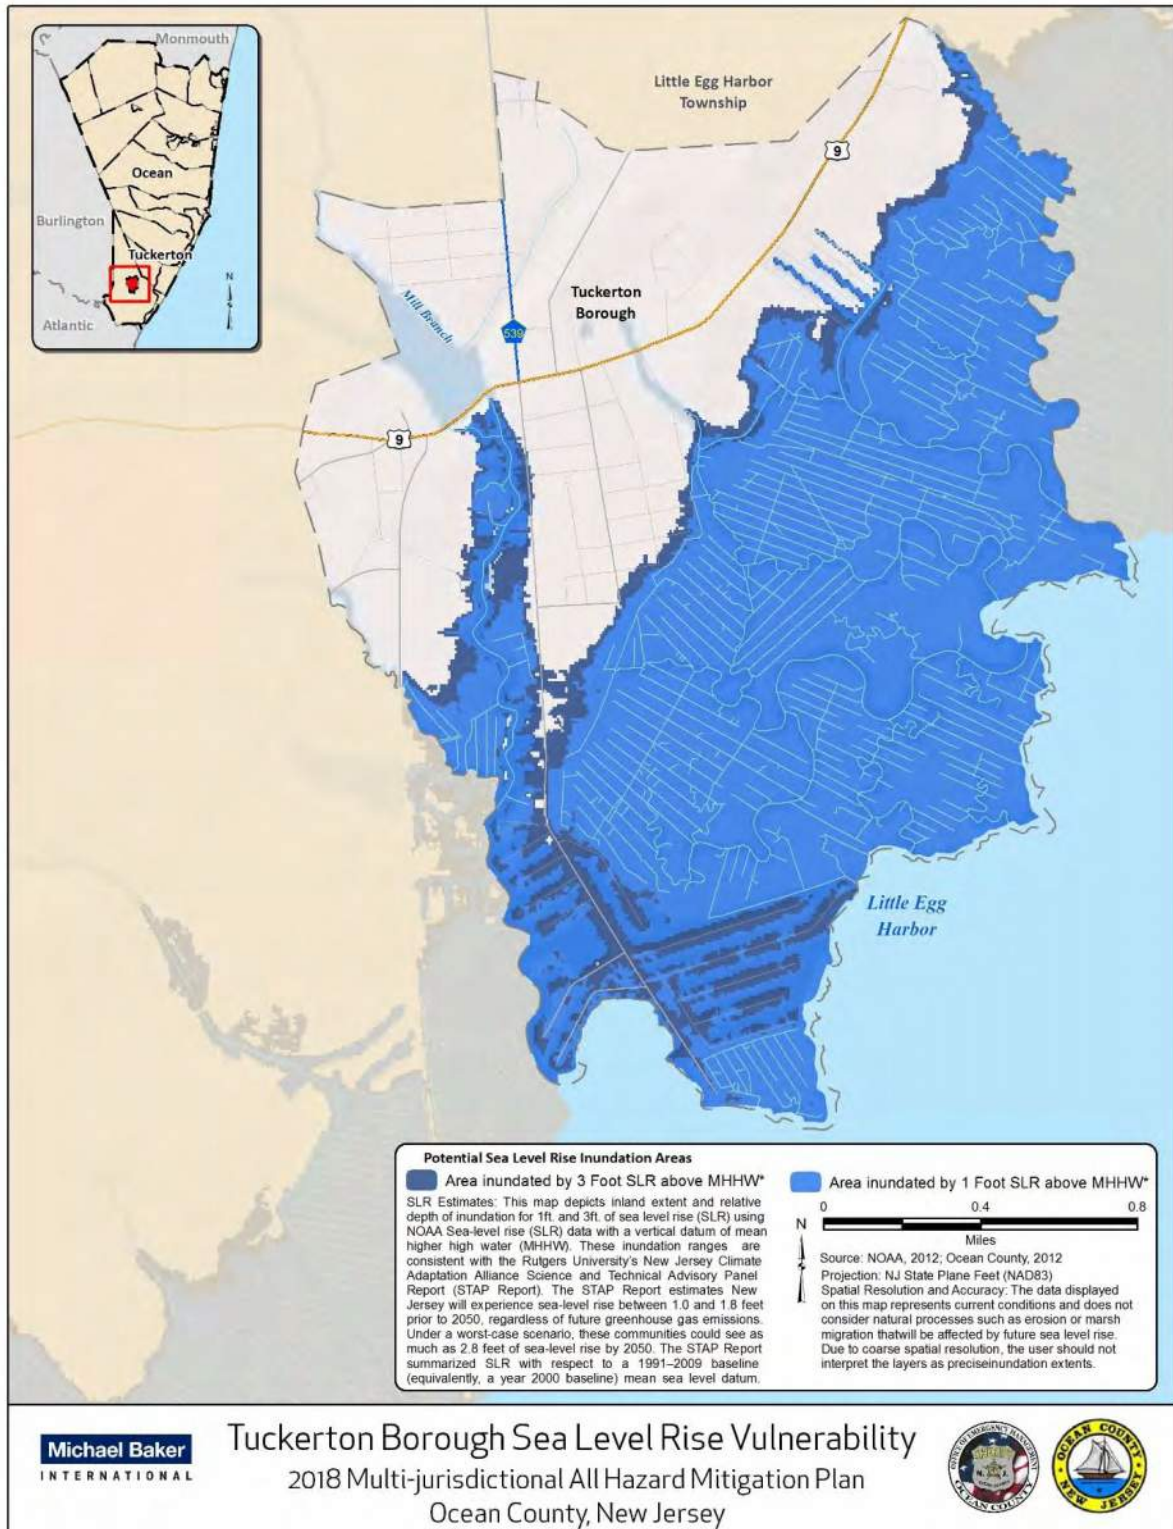 Monmouth
Ocean
Burlington
Tuckerton
Atlantic
N
Little Egg Harbor
Township
9
Mill Branch
Tuckerton
Borough
539
9
Little Egg
Harbor
Potential Sea Level Rise Inundation Areas
Area inundated by 3 Foot SLR above MHHW*
SLR Estimates: This map depicts inland extent and relative
depth of inundation for 1ft. and 3ft. of sea level rise (SLR) using
NOAA Sea-level rise (SLR) data with a vertical datum of mean
higher high water (MHHW). These inundation ranges are
consistent with the Rutgers University's New Jersey Climate
Adaptation Alliance Science and Technical Advisory Panel
Report (STAP Report). The STAP Report estimates New
Jersey will experience sea-level rise between 1.0 and 1.8 feet
prior to 2050, regardless of future greenhouse gas emissions.
Under a worst-case scenario, these communities could see as
much as 2.8 feet of sea-level rise by 2050. The STAP Report
summarized SLR with respect to a 1991–2009 baseline
(equivalently, a year 2000 baseline) mean sea level datum.
Area inundated by 1 Foot SLR above MHHW*
0 0.4 0.8
N
Miles
Source: NOAA, 2012; Ocean County, 2012
Projection: NJ State Plane Feet (NAD83)
Spatial Resolution and Accuracy: The data displayed
on this map represents current conditions and does not
consider natural processes such as erosion or marsh
migration thatwill be affected by future sea level rise.
Due to coarse spatial resolution, the user should not
interpret the layers as preciseinundation extents.
Michael Baker
INTERNATIONAL
Tuckerton Borough Sea Level Rise Vulnerability
2018 Multi-jurisdictional All Hazard Mitigation Plan
Ocean County, New Jersey
OFFICE OF EMERGENCY MANAGEMENT
OCEAN COUNTY
OCEAN COUNTY
NEW JERSEY